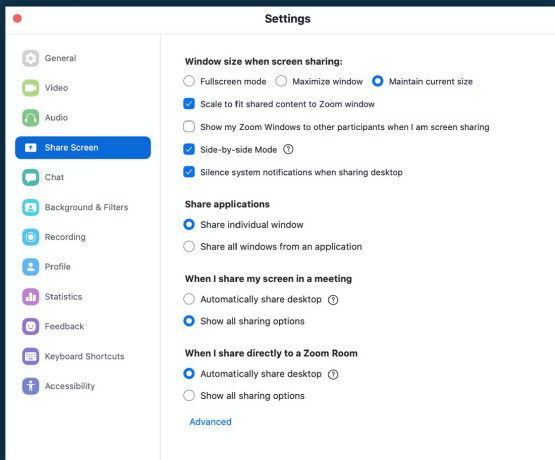 Settings
General
Video
Audio
Share Screen
Chat
Background & Filters
Recording
Profile
Statistics
Feedback
Keyboard Shortcuts
Accessibility
Window size when screen sharing:
Fullscreen mode Maximize window Maintain current size
Scale to fit shared content to Zoom window
Show my Zoom Windows to other participants when I am screen sharing
Side-by-side Mode ?
Silence system notifications when sharing desktop
Share applications
Share individual window
Share all windows from an application
When I share my screen in a meeting
Automatically share desktop ?
Show all sharing options
When I share directly to a Zoom Room
Automatically share desktop ?
Show all sharing options
Advanced